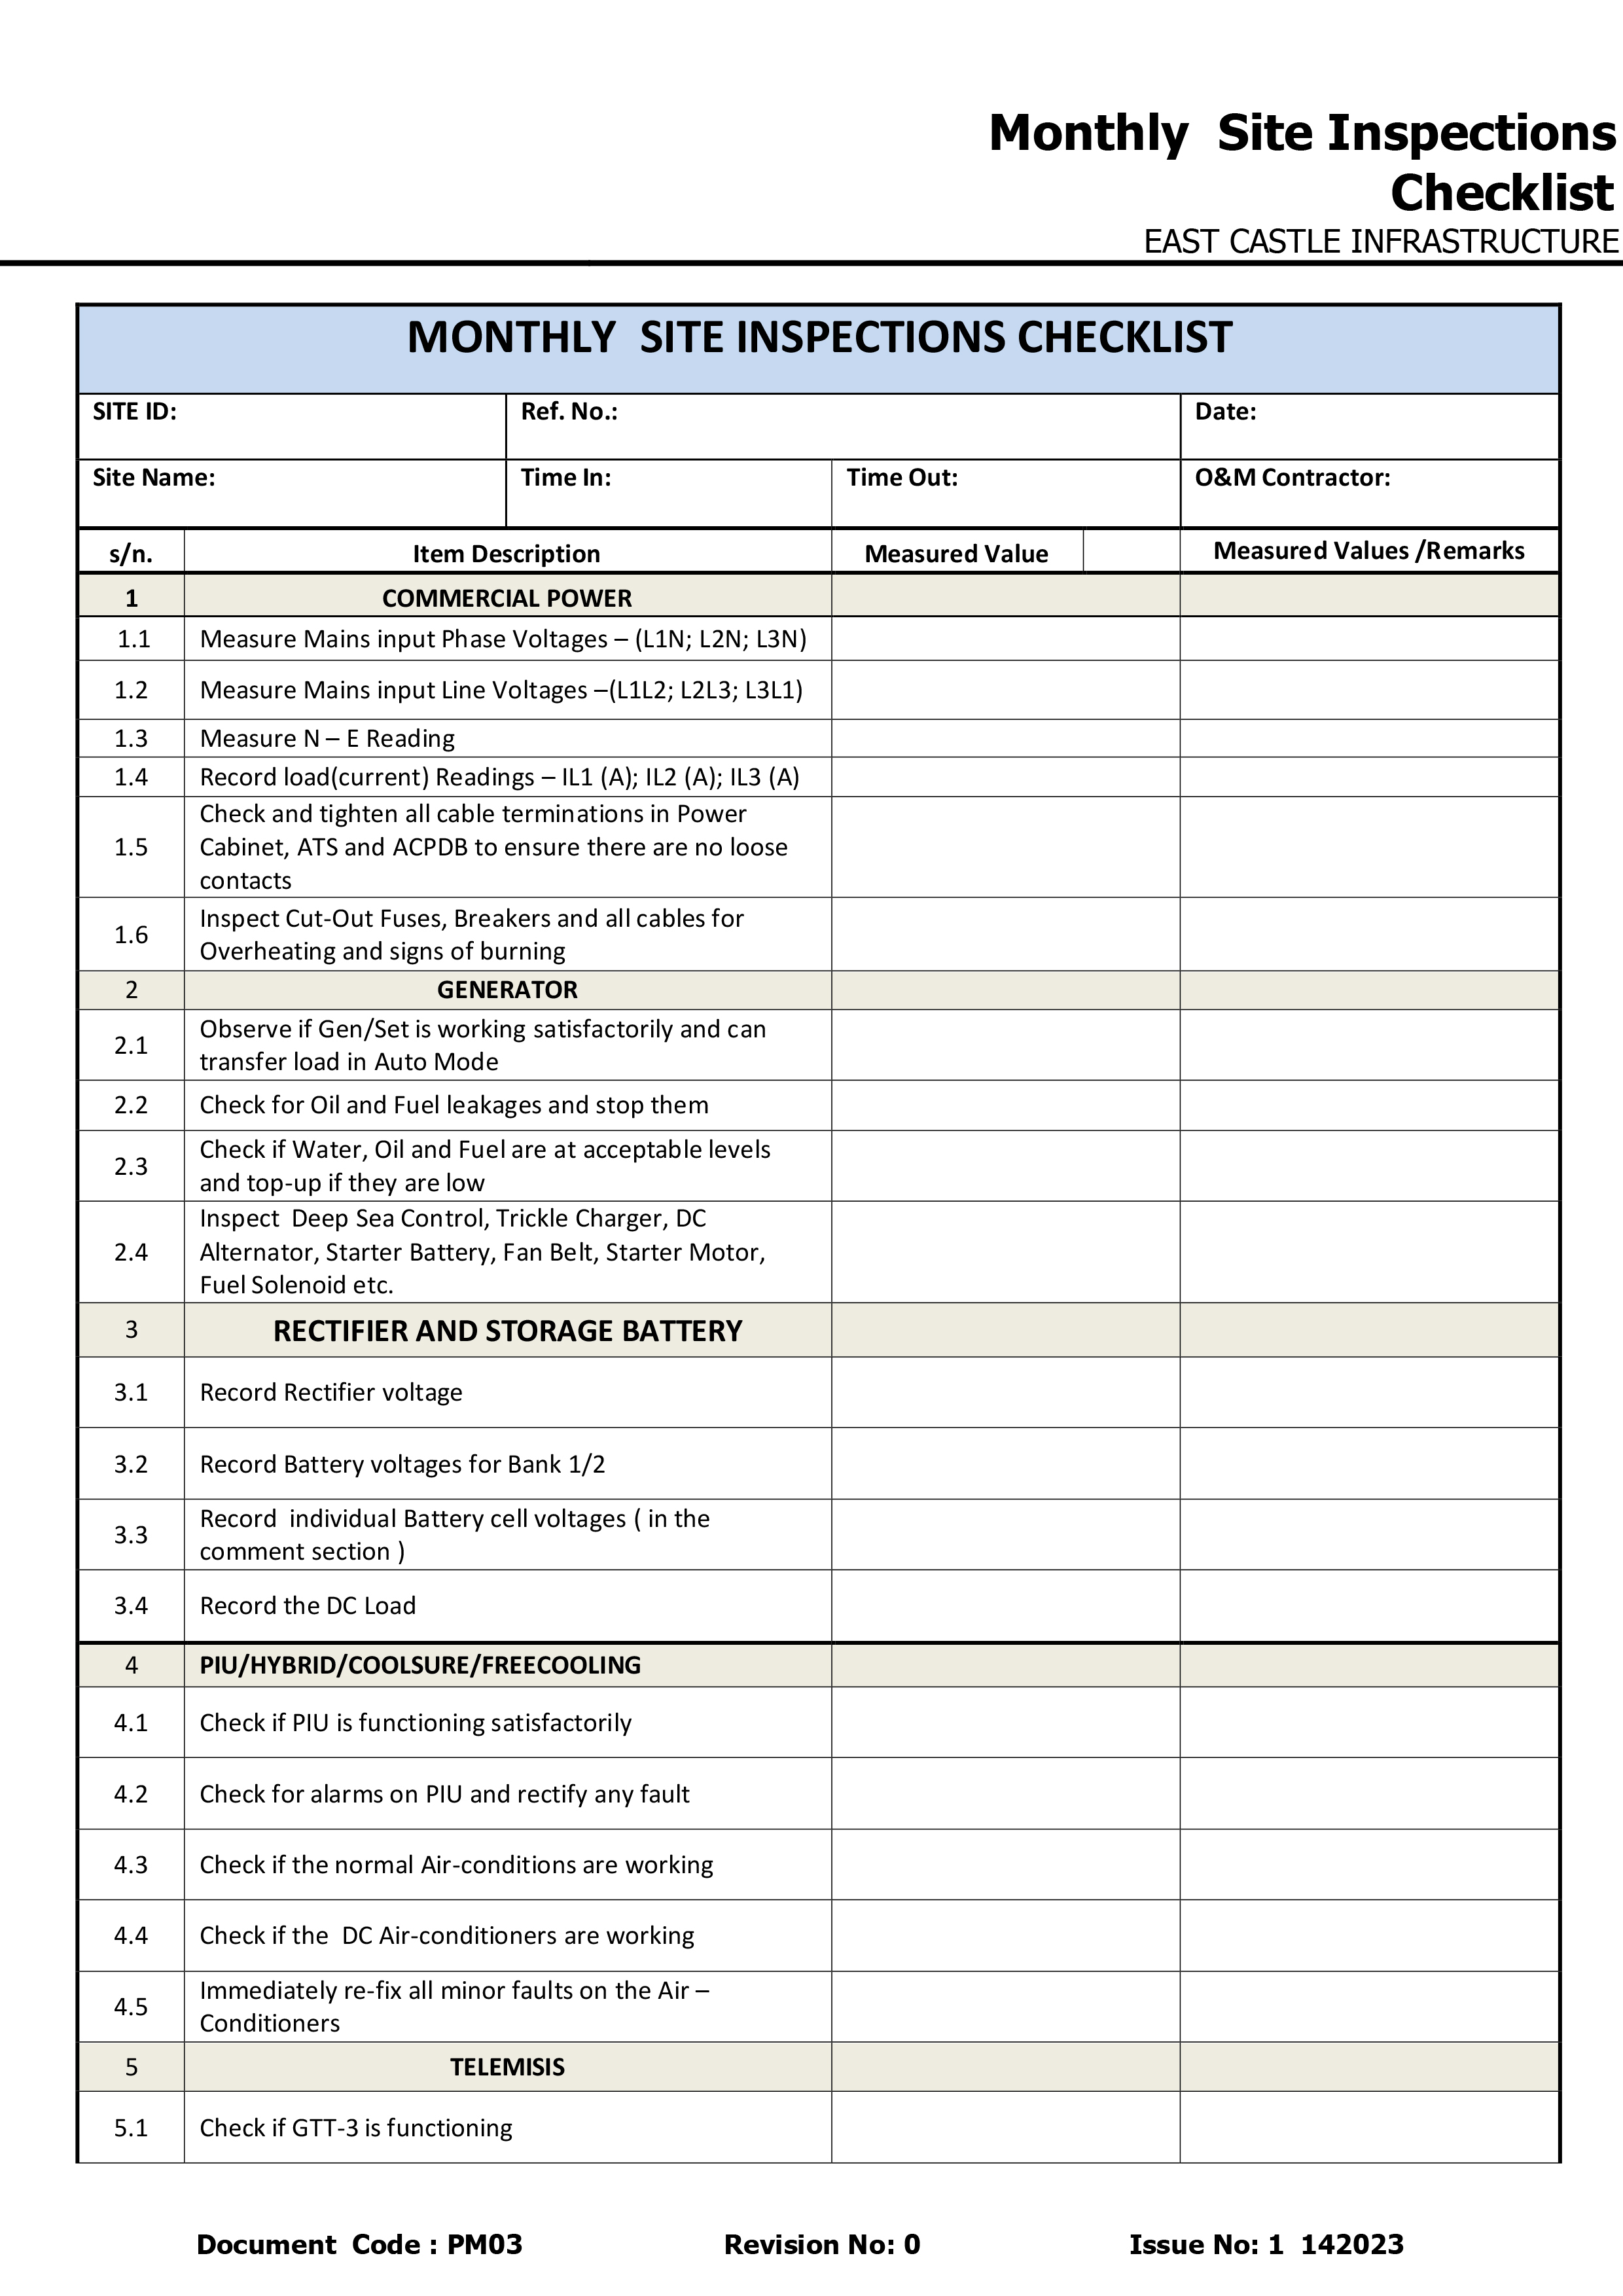 Monthly  Site Inspections
Checklist
EAST CASTLE INFRASTRUCTURE
MONTHLY  SITE INSPECTIONS CHECKLIST
SITE ID:
Ref. No.:
Date:
Site Name:
Time In:
Time Out:
O&M Contractor:
s/n.
Item Description
Measured Value
Measured Values /Remarks
1
COMMERCIAL POWER
1.1
Measure Mains input Phase Voltages – (L1N; L2N; L3N)
1.2
Measure Mains input Line Voltages –(L1L2; L2L3; L3L1)
1.3
Measure N – E Reading
1.4
Record load(current) Readings – IL1 (A); IL2 (A); IL3 (A)
1.5
Check and tighten all cable terminations in Power
Cabinet, ATS and ACPDB to ensure there are no loose
contacts
1.6
Inspect Cut-Out Fuses, Breakers and all cables for
Overheating and signs of burning
2
GENERATOR
2.1
Observe if Gen/Set is working satisfactorily and can
transfer load in Auto Mode
2.2
Check for Oil and Fuel leakages and stop them
2.3
Check if Water, Oil and Fuel are at acceptable levels
and top-up if they are low
2.4
Inspect  Deep Sea Control, Trickle Charger, DC
Alternator, Starter Battery, Fan Belt, Starter Motor,
Fuel Solenoid etc.
3
RECTIFIER AND STORAGE BATTERY
3.1
Record Rectifier voltage
3.2
Record Battery voltages for Bank 1/2
3.3
Record  individual Battery cell voltages ( in the
comment section )
3.4
Record the DC Load
4
PIU/HYBRID/COOLSURE/FREECOOLING
4.1
Check if PIU is functioning satisfactorily
4.2
Check for alarms on PIU and rectify any fault
4.3
Check if the normal Air-conditions are working
4.4
Check if the  DC Air-conditioners are working
4.5
Immediately re-fix all minor faults on the Air –
Conditioners
5
TELEMISIS
5.1
Check if GTT-3 is functioning
Document  Code : PM03
Revision No: 0
Issue No: 1  142023